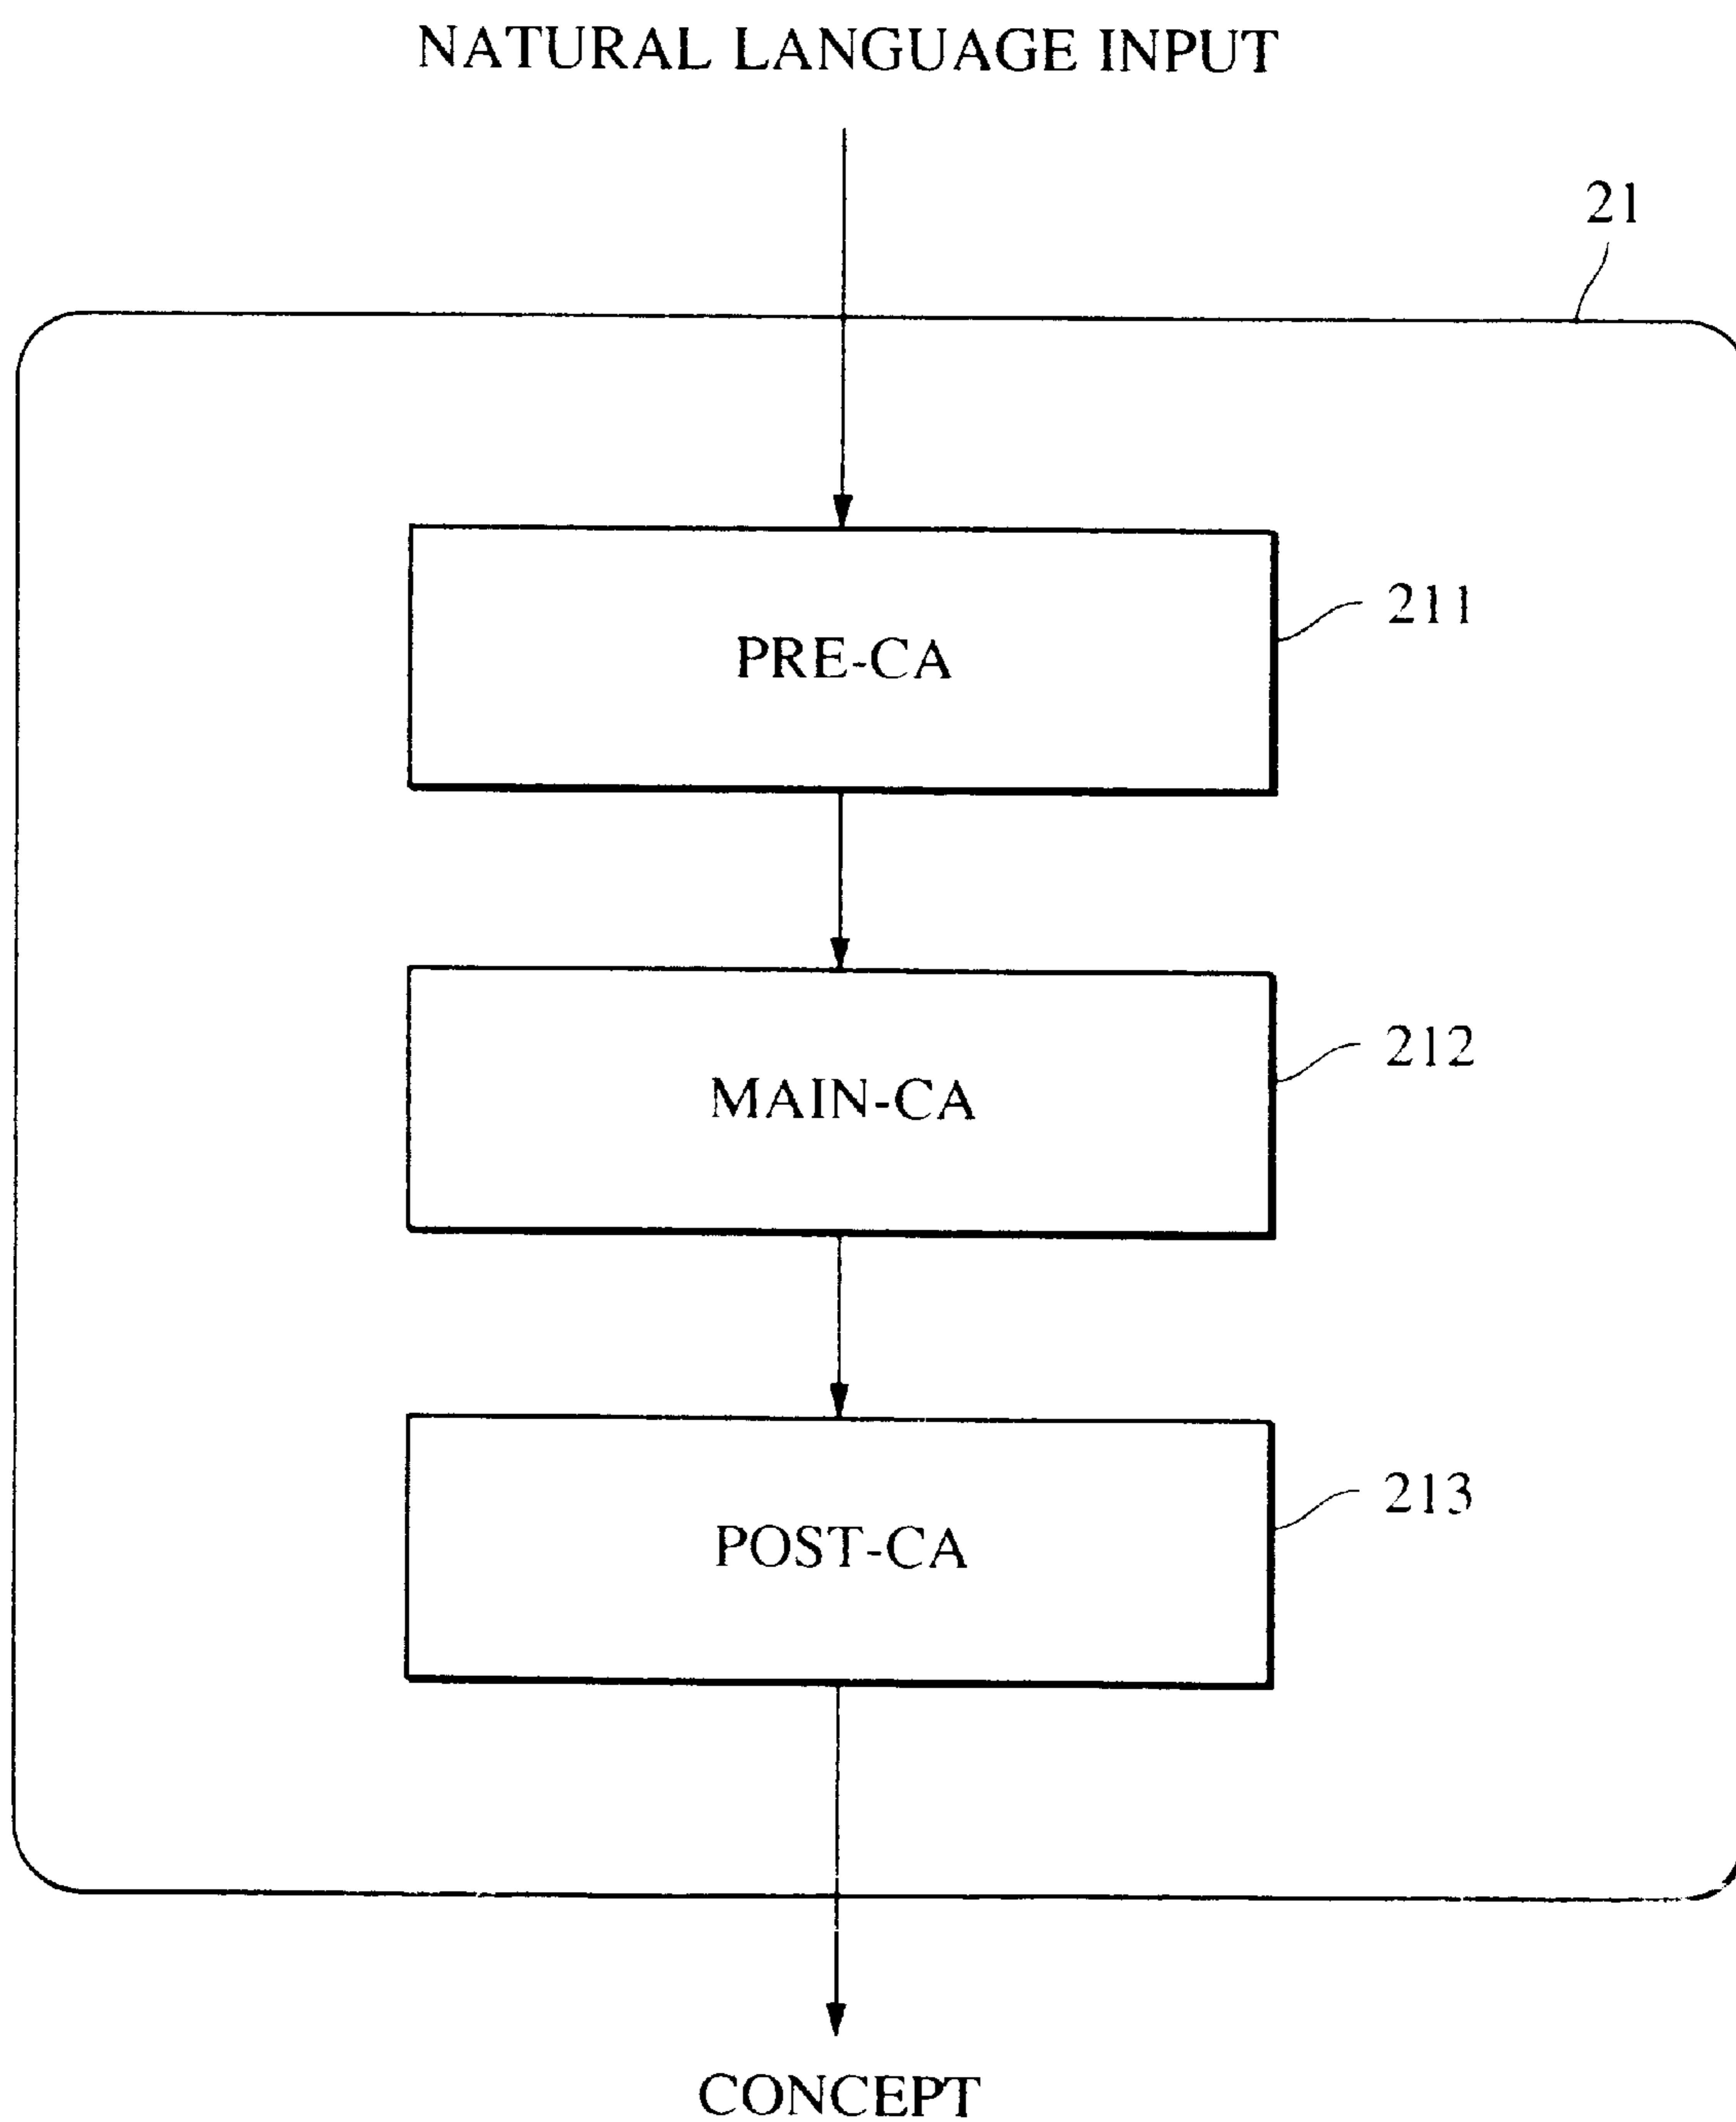 NATURAL LANGUAGE INPUT
21
PRE-CA
211
MAIN-CA
212
POST-CA
213
CONCEPT